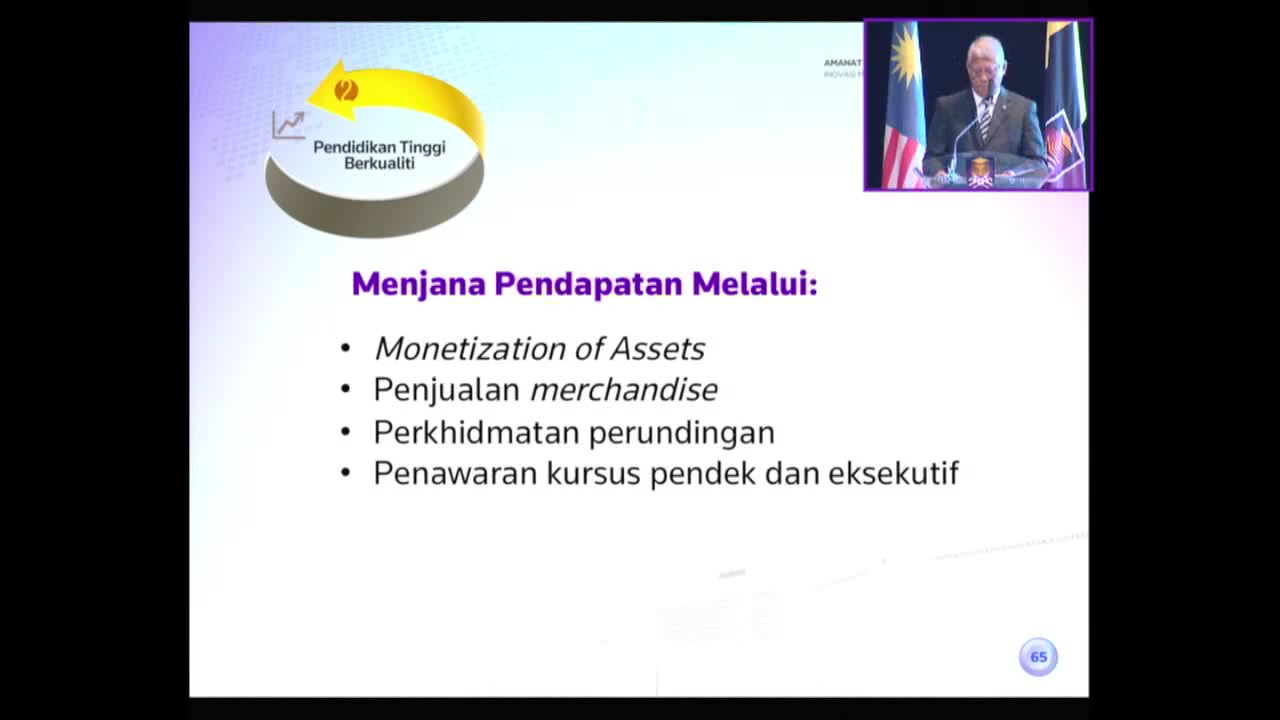 AMANAT
2
Pendidikan Tinggi
Berkualiti
Menjana Pendapatan Melalui:
• Monetization of Assets
• Penjualan merchandise
• Perkhidmatan perundingan
• Penawaran kursus pendek dan eksekutif
65